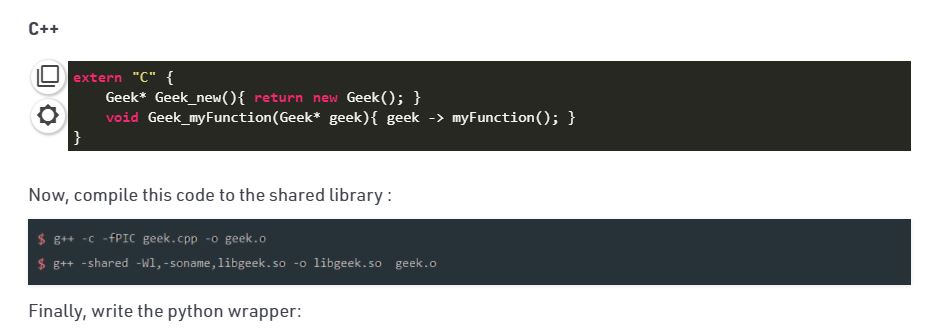 C++
extern "C" {
    Geek* Geek_new(){ return new Geek(); }
    void Geek_myFunction(Geek* geek){ geek -> myFunction(); }
}
Now, compile this code to the shared library :
$ g++ -c -fPIC geek.cpp -o geek.o
$ g++ -shared -Wl,-soname,libgeek.so -o libgeek.so  geek.o
Finally, write the python wrapper: